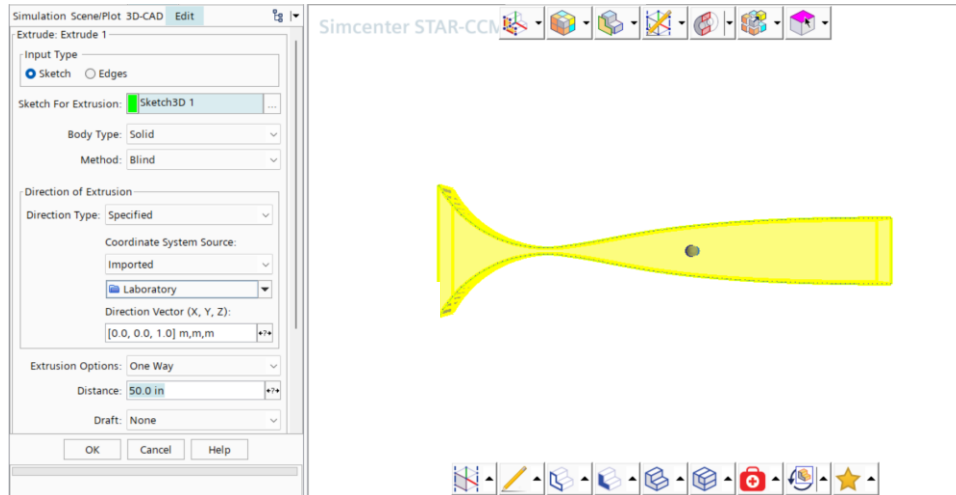 Simulation Scene/Plot 3D-CAD Edit
Extrude: Extrude 1
Input Type
Sketch Edges
Sketch For Extrusion: Sketch3D 1 ...
Body Type: Solid
Method: Blind
Direction of Extrusion
Direction Type: Specified
Coordinate System Source:
Imported
Laboratory
Direction Vector (X, Y, Z):
[0.0, 0.0, 1.0] m,m,m
Extrusion Options: One Way
Distance: 50.0 in
Draft: None
OK Cancel Help
Simcenter STAR-CCM